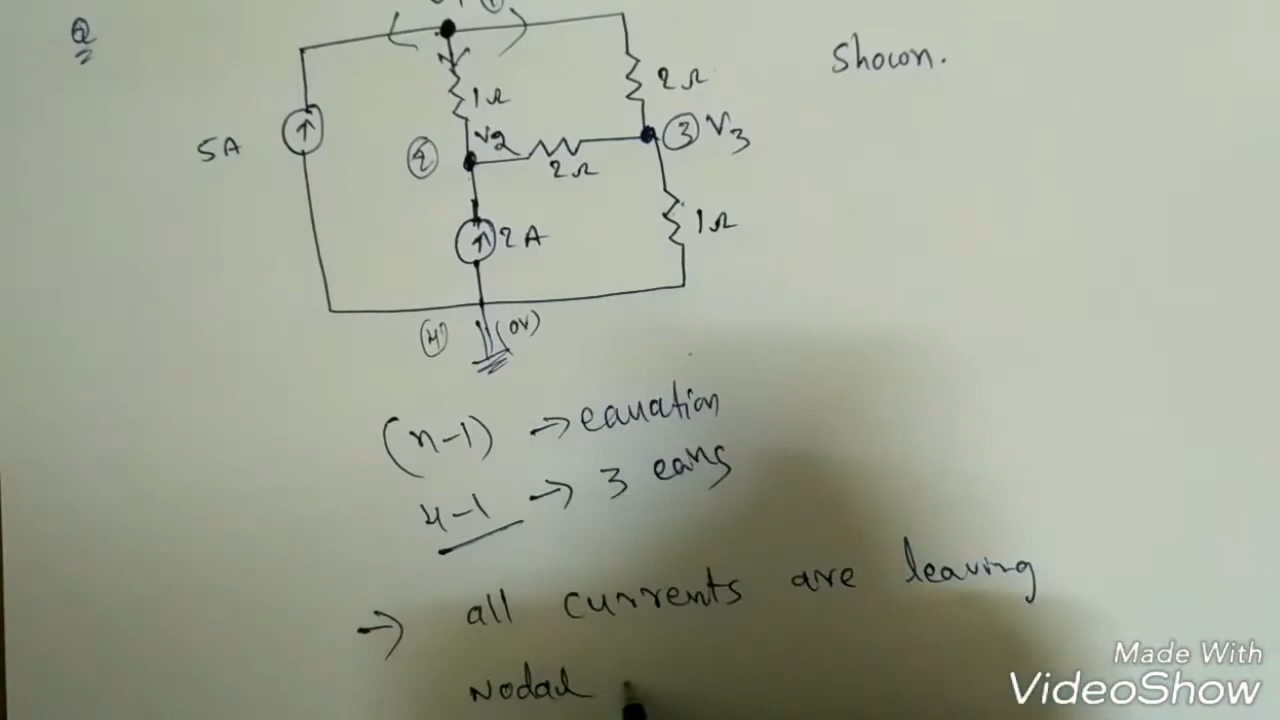 Q
1
shown.
2Ω
1Ω
5A
V2
3 V3
2
2Ω
1Ω
2A
4 (0V)
(n-1) → equation
4-1 → 3 eqns
→ all currents are leaving
Nodal
Made With
VideoShow